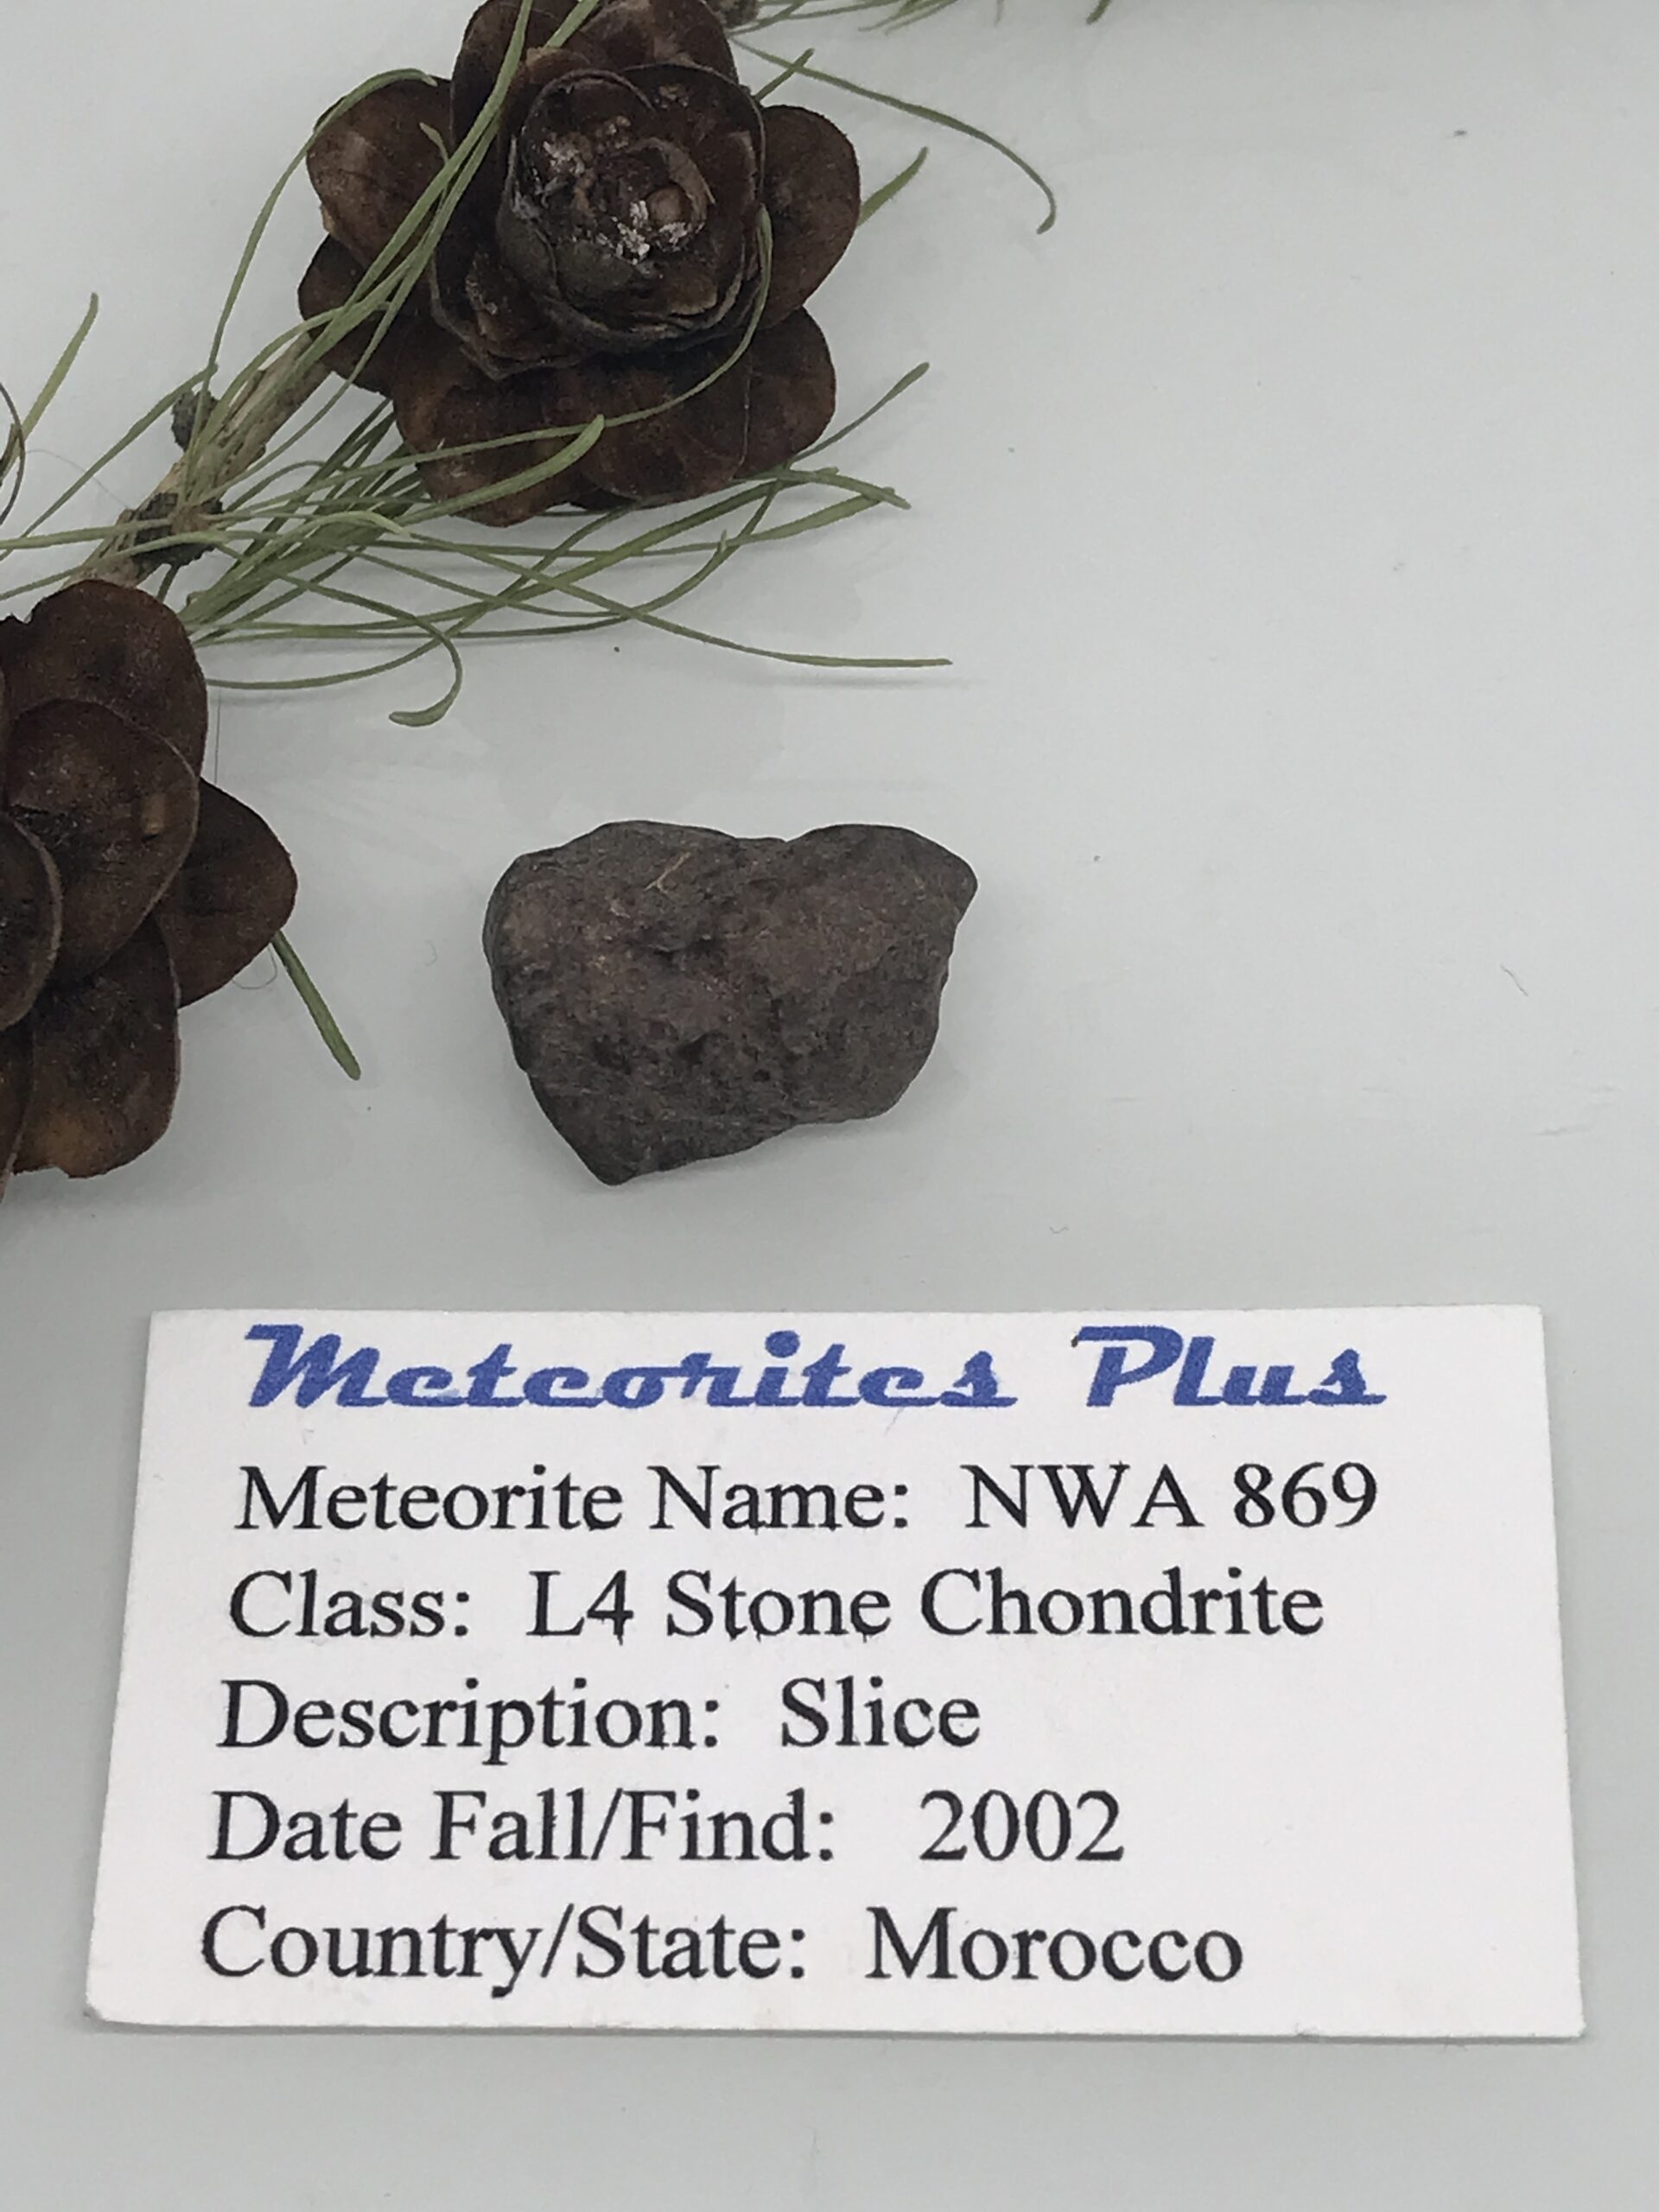 Meteorites Plus
Meteorite Name: NWA 869
Class: L4 Stone Chondrite
Description: Slice
Date Fall/Find: 2002
Country/State: Morocco